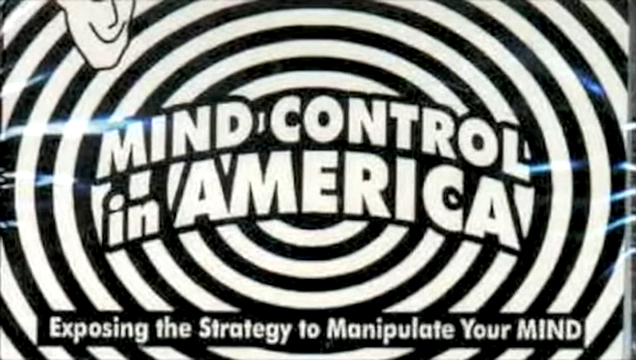 MIND CONTROL
in AMERICA
Exposing the Strategy to Manipulate Your MIND